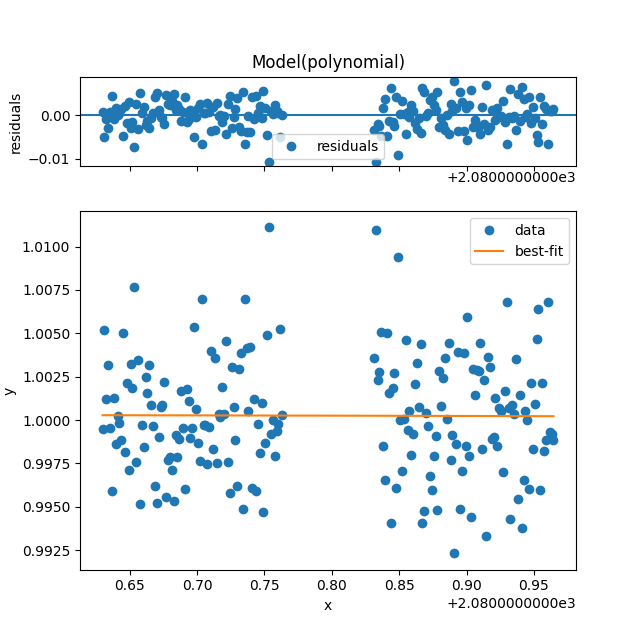 Model(polynomial)
0.00
−0.01
residuals
residuals
+2.0800000000e3
1.0100
1.0075
1.0050
1.0025
1.0000
0.9975
0.9950
0.9925
y
data
best-fit
0.65 0.70 0.75 0.80 0.85 0.90 0.95
x
+2.0800000000e3